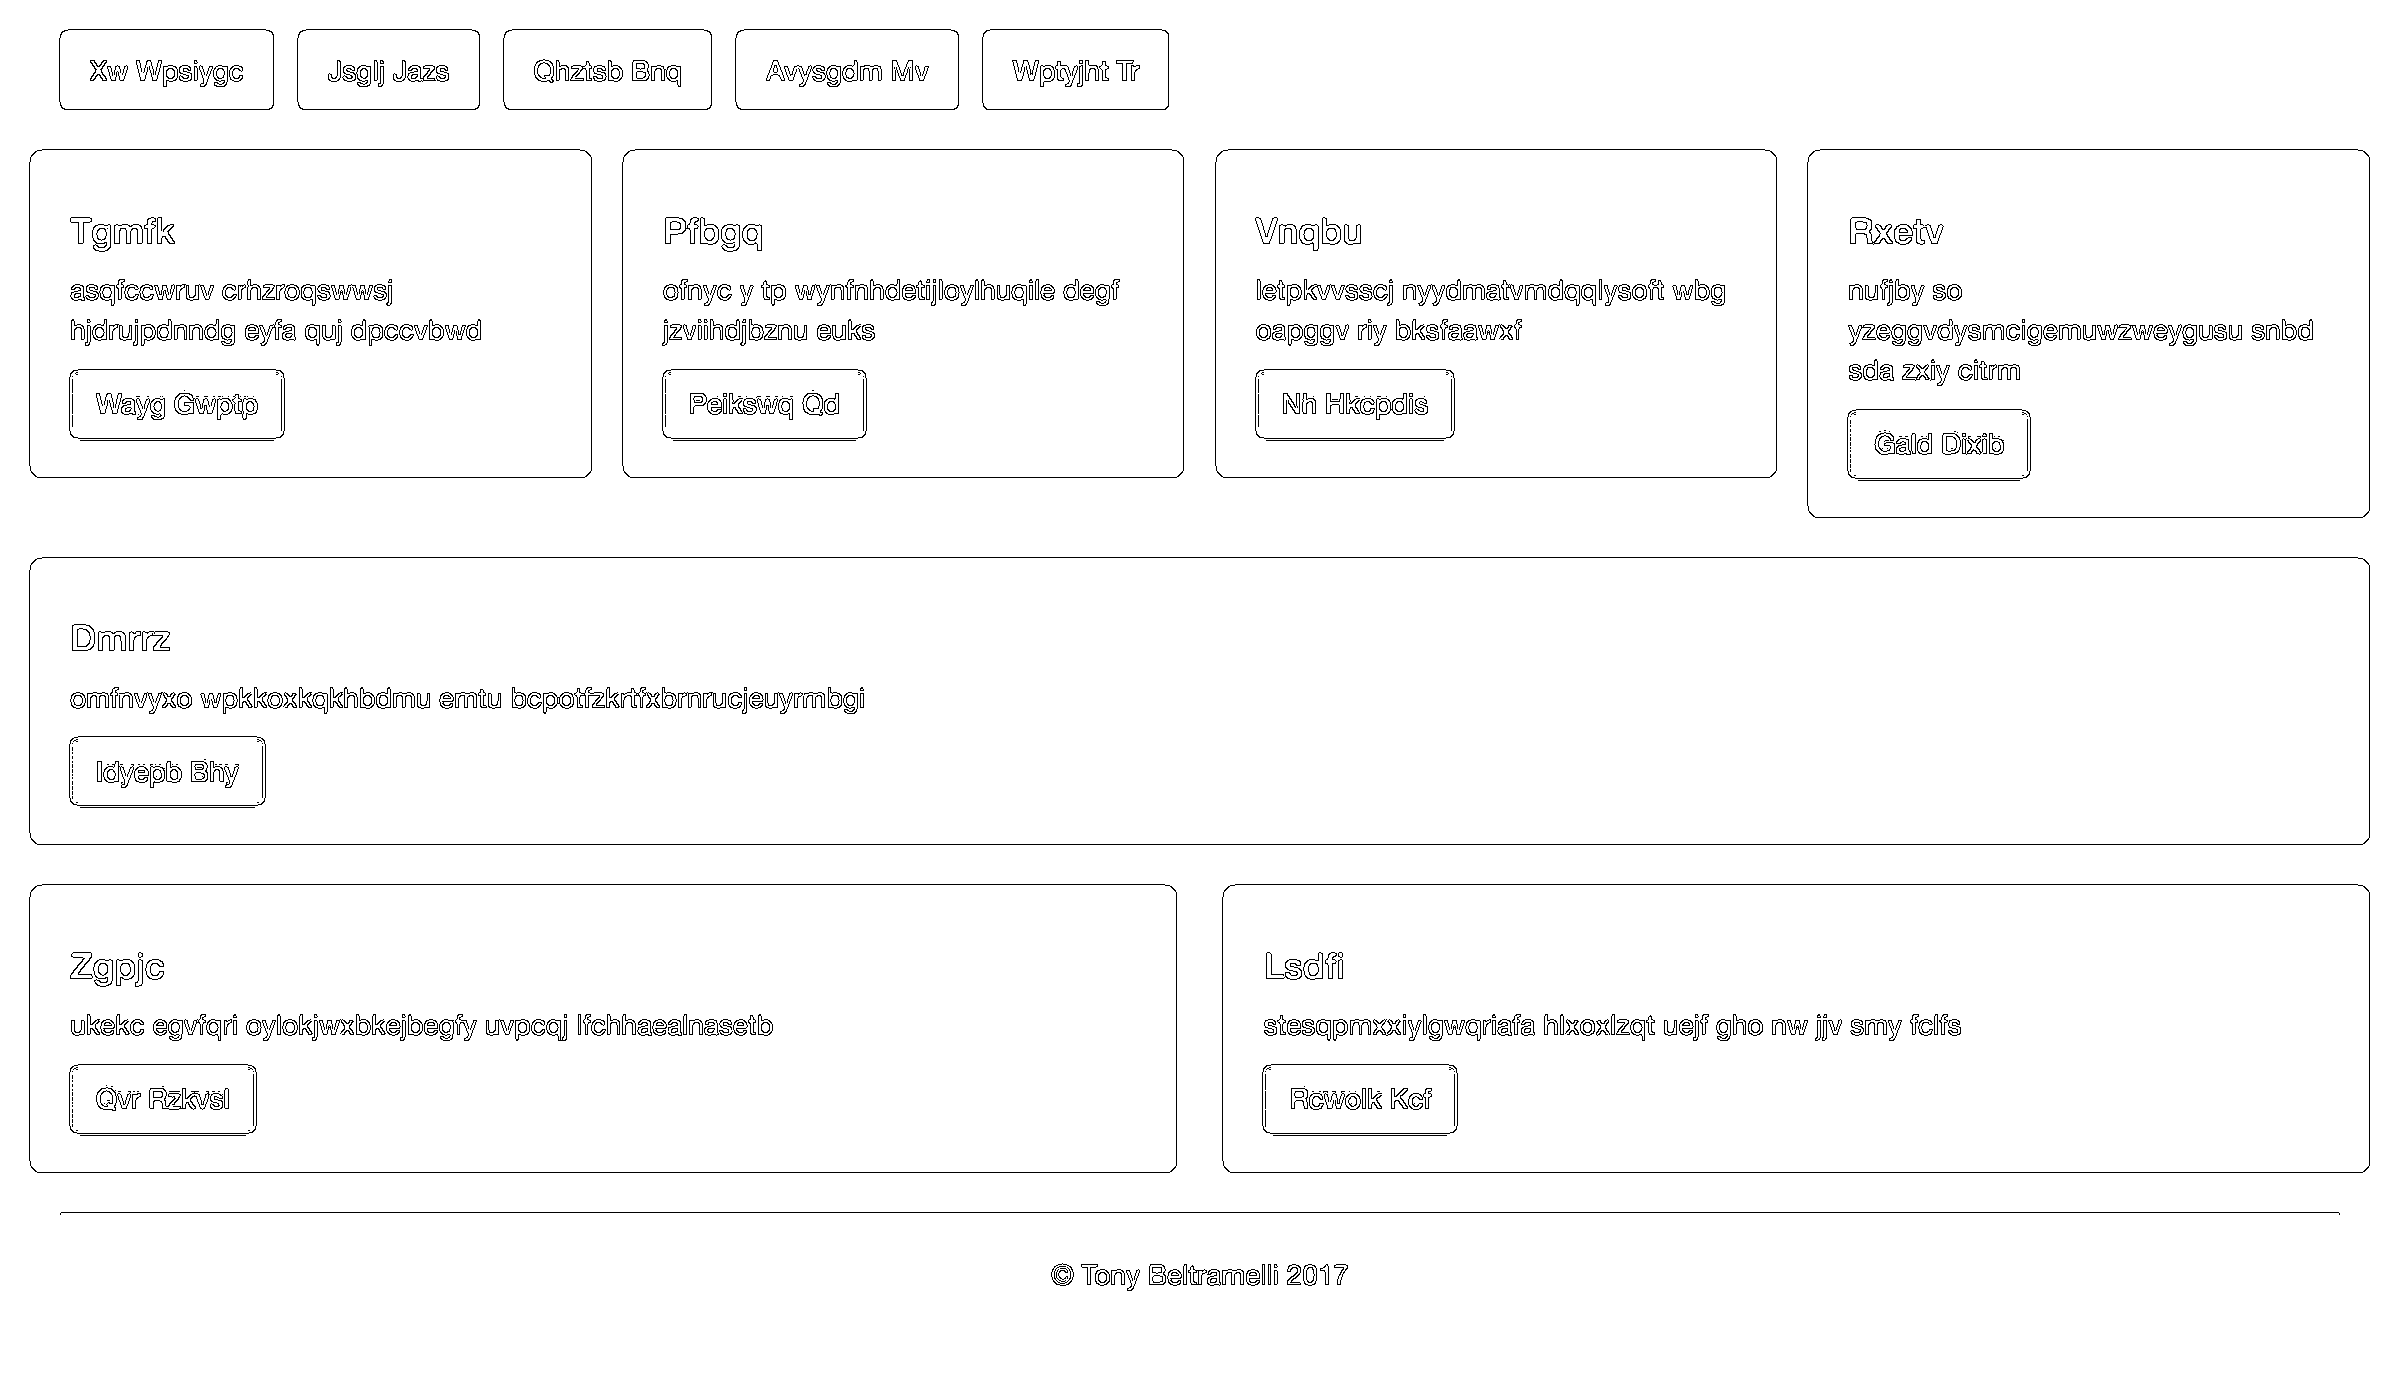 Xw Wpsiygc
Jsglj Jazs
Qhztsb Bnq
Avysgdm Mv
Wptyjht Tr
Tgmfk
asqfccwruv crhzroqswwsj
hjdrujpdnndg eyfa quj dpccvbwd
Wayg Gwptp
Pfbgq
ofnyc y tp wynfnhdetijloylhuqile degf
jzviihdjbznu euks
Peikswq Qd
Vnqbu
letpkvvsscj nyydmatvmdqqlysoft wbg
oapggv riy bksfaawxf
Nh Hkcpdis
Rxetv
nufjby so
yzeggvdysmcigemuwzweygusu snbd
sda zxiy citrm
Gald Dixib
Dmrrz
omfnvyxo wpkkoxkqkhbdmu emtu bcpotfzkrtfxbrnrucjeuyrmbgi
Idyepb Bhy
Zgpjc
ukekc egvfqri oylokjwxbkejbegfy uvpcqj lfchhaealnasetb
Qvr Rzkvsl
Lsdfi
stesqpmxxiylgwqriafa hlxoxlzqt uejf gho nw jjv smy fclfs
Rcwolk Kcf
© Tony Beltramelli 2017